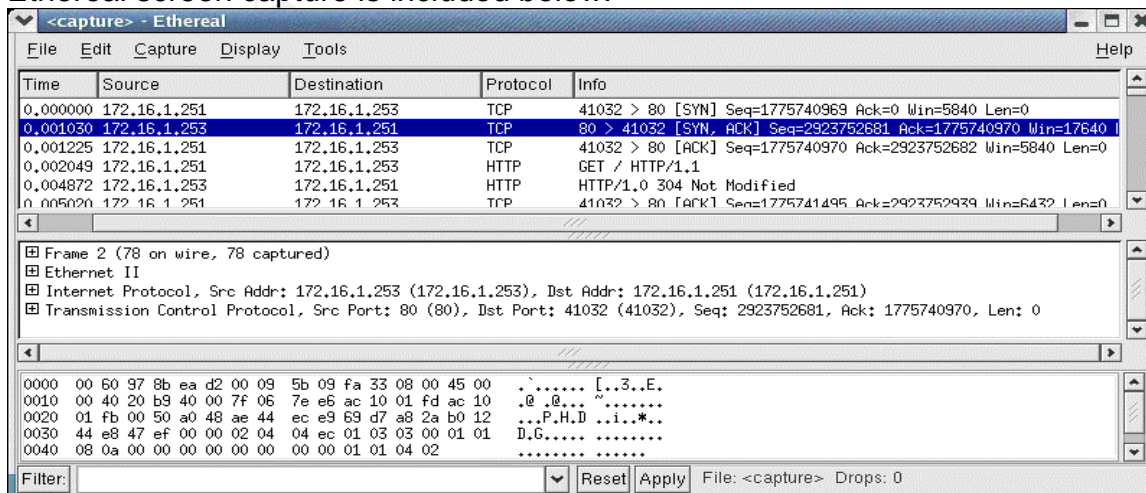 Ethereal screen capture is included below:
<capture> - Ethereal
File Edit Capture Display Tools Help
Time Source Destination Protocol Info
0.000000 172.16.1.251 172.16.1.253 TCP 41032 > 80 [SYN] Seq=1775740969 Ack=0 Win=5840 Len=0
0.001030 172.16.1.253 172.16.1.251 TCP 80 > 41032 [SYN, ACK] Seq=2923752681 Ack=1775740970 Win=17640
0.001225 172.16.1.251 172.16.1.253 TCP 41032 > 80 [ACK] Seq=1775740970 Ack=2923752682 Win=5840 Len=0
0.002049 172.16.1.251 172.16.1.253 HTTP GET / HTTP/1.1
0.004872 172.16.1.253 172.16.1.251 HTTP HTTP/1.0 304 Not Modified
0.005020 172.16.1.251 172.16.1.253 TCP 41032 > 80 [ACK] Seq=1775741495 Ack=2923752939 Win=6432 Len=0
Frame 2 (78 on wire, 78 captured)
Ethernet II
Internet Protocol, Src Addr: 172.16.1.253 (172.16.1.253), Dst Addr: 172.16.1.251 (172.16.1.251)
Transmission Control Protocol, Src Port: 80 (80), Dst Port: 41032 (41032), Seq: 2923752681, Ack: 1775740970, Len: 0
0000 00 60 97 8b ea d2 00 09 5b 09 fa 33 08 00 45 00 .`...... [..3..E.
0010 00 40 20 b9 40 00 7f 06 7e e6 ac 10 01 fd ac 10 .@ .@... ~.......
0020 01 fb 00 50 a0 48 ae 44 ec e9 69 d7 a8 2a b0 12 ...P.H.D ..i..*..
0030 44 e8 47 ef 00 00 02 04 04 ec 01 03 03 00 01 01 D.G..... ........
0040 08 0a 00 00 00 00 00 00 00 00 01 01 04 02 ........ ......
Filter: Reset Apply File: <capture> Drops: 0